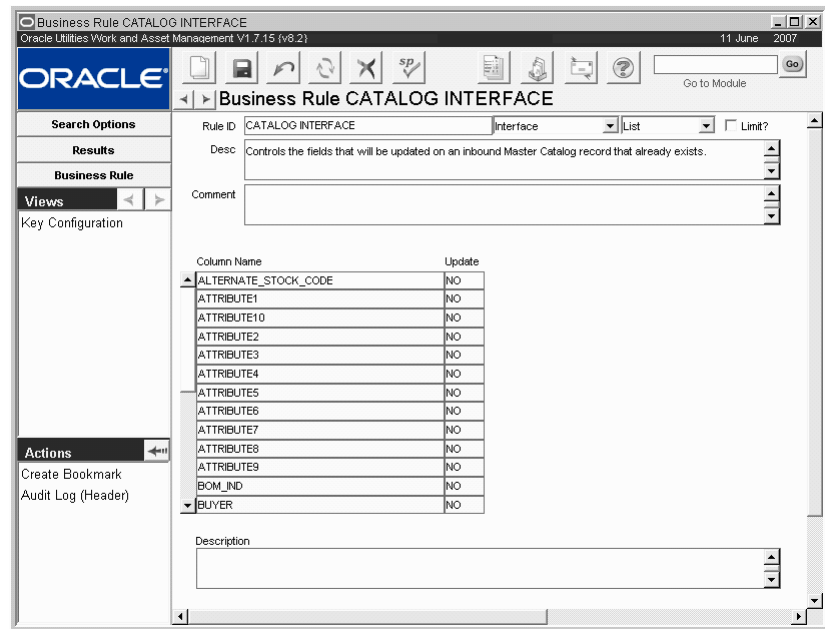 Business Rule CATALOG INTERFACE
Oracle Utilities Work and Asset Management V1.7.15 (v8.2) 11 June 2007
ORACLE
sp
Go
Go to Module
Business Rule CATALOG INTERFACE
Search Options
Results
Business Rule
Views
Key Configuration
Actions
Create Bookmark
Audit Log (Header)
Rule ID CATALOG INTERFACE Interface List Limit?
Desc Controls the fields that will be updated on an inbound Master Catalog record that already exists.
Comment
Column Name Update
ALTERNATE_STOCK_CODE NO
ATTRIBUTE1 NO
ATTRIBUTE10 NO
ATTRIBUTE2 NO
ATTRIBUTE3 NO
ATTRIBUTE4 NO
ATTRIBUTE5 NO
ATTRIBUTE6 NO
ATTRIBUTE7 NO
ATTRIBUTE8 NO
ATTRIBUTE9 NO
BOM_IND NO
BUYER NO
Description